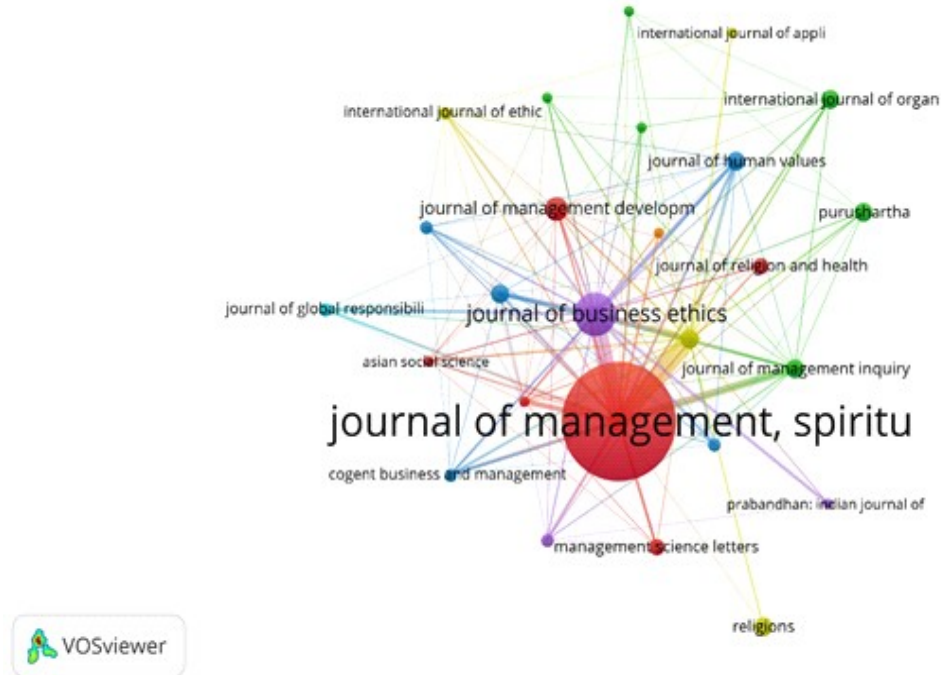 international journal of appli
international journal of organ
international journal of ethic
journal of human values
journal of management developm
purushartha
journal of religion and health
journal of global responsibili
journal of business ethics
asian social science
journal of management inquiry
journal of management, spiritu
cogent business and management
prabandhan: indian journal of
management science letters
religions
VOSviewer